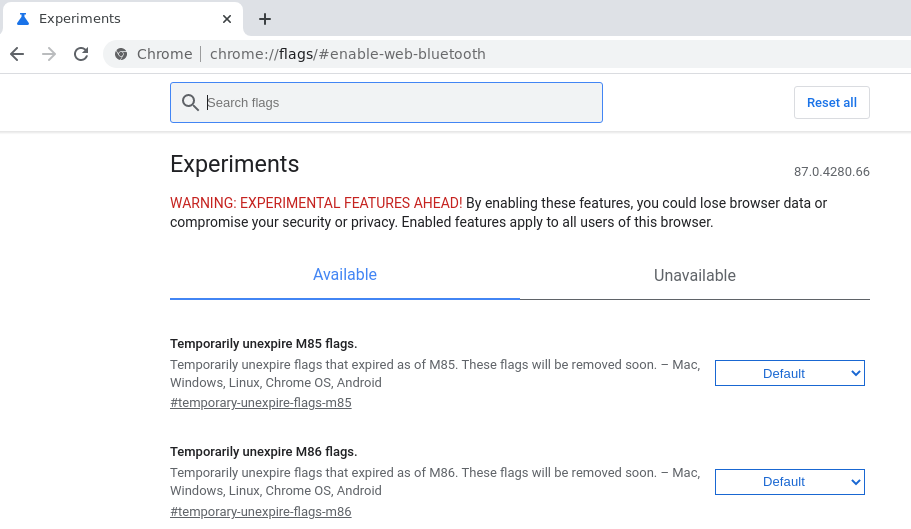 Experiments
Chrome chrome://flags/#enable-web-bluetooth
Search flags
Reset all
Experiments
87.0.4280.66
WARNING: EXPERIMENTAL FEATURES AHEAD! By enabling these features, you could lose browser data or
compromise your security or privacy. Enabled features apply to all users of this browser.
Available
Unavailable
Temporarily unexpire M85 flags.
Temporarily unexpire flags that expired as of M85. These flags will be removed soon. – Mac,
Windows, Linux, Chrome OS, Android
#temporary-unexpire-flags-m85
Default
Temporarily unexpire M86 flags.
Temporarily unexpire flags that expired as of M86. These flags will be removed soon. – Mac,
Windows, Linux, Chrome OS, Android
#temporary-unexpire-flags-m86
Default